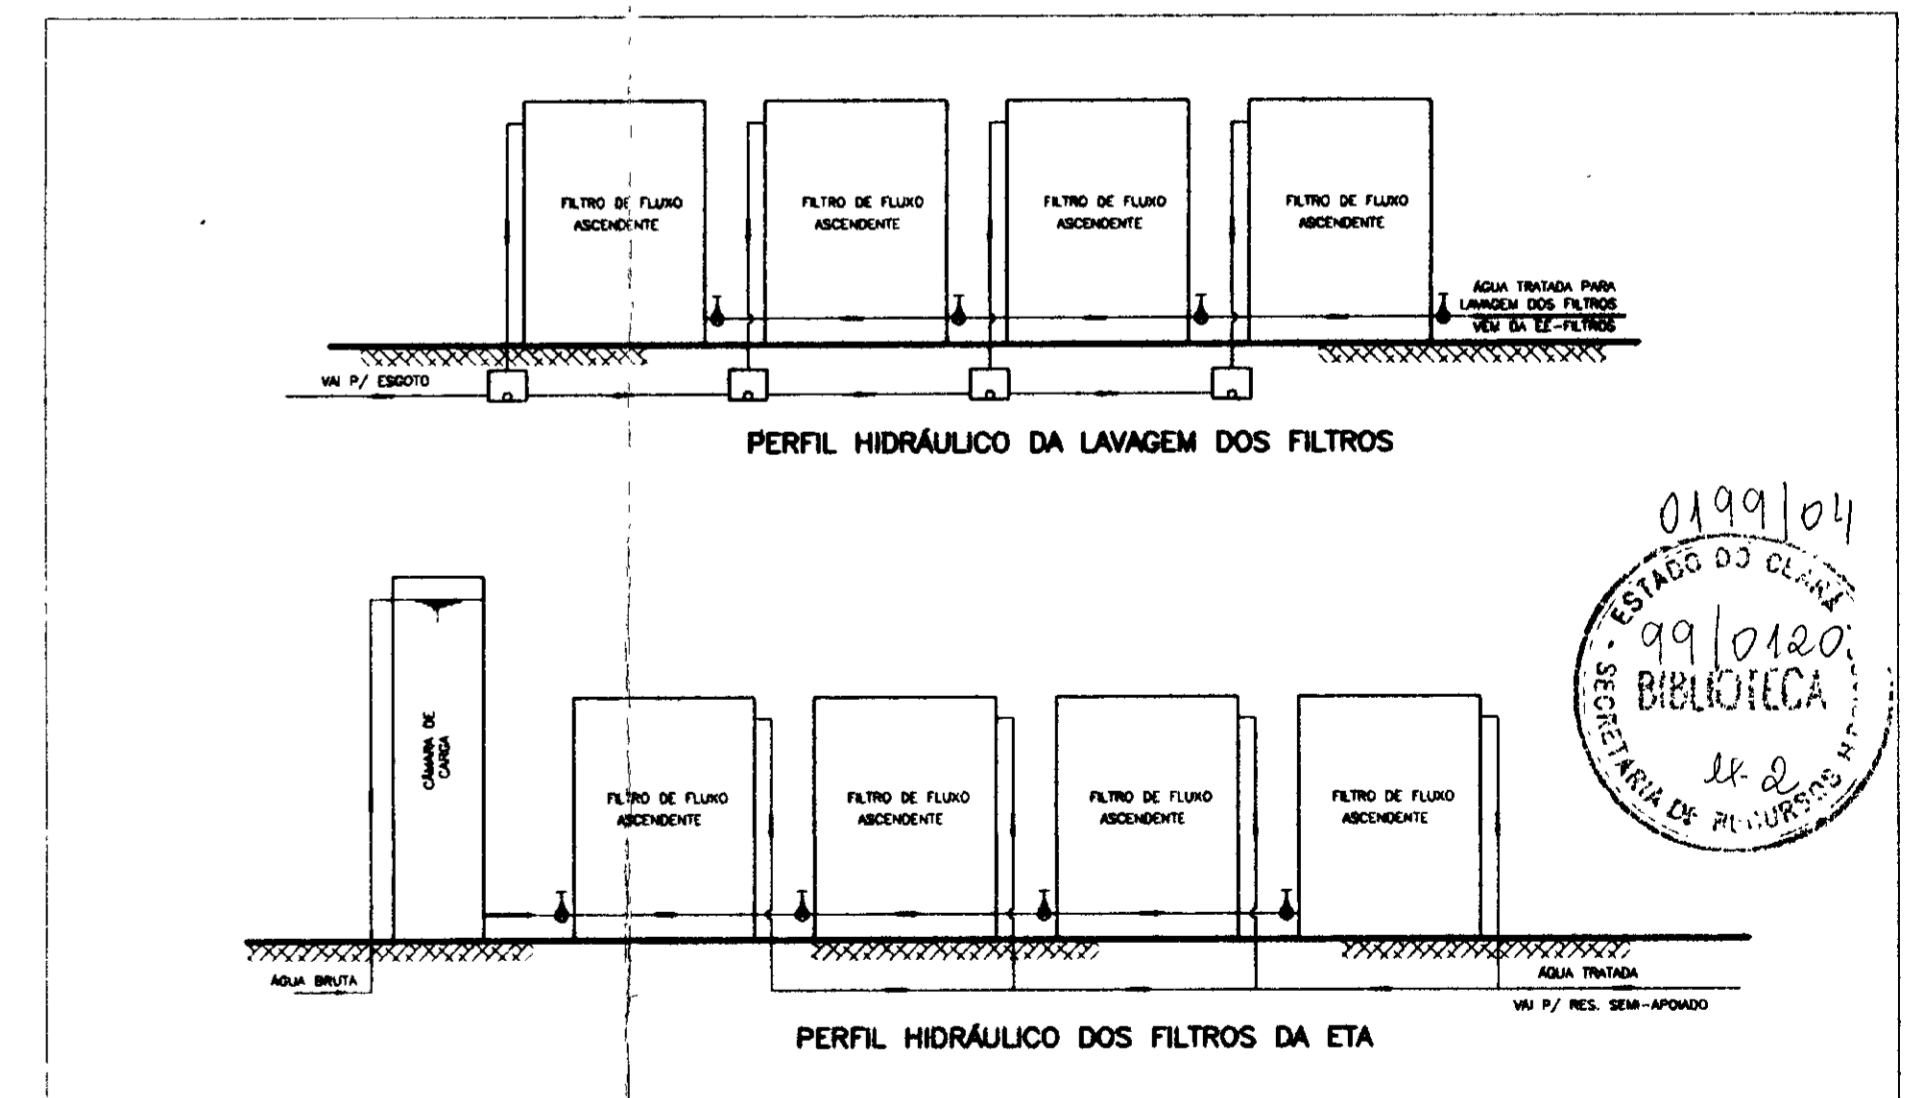 FILTRO DE FLUXO
ASCENDENTE
FILTRO DE FLUXO
ASCENDENTE
FILTRO DE FLUXO
ASCENDENTE
FILTRO DE FLUXO
ASCENDENTE
ÁGUA TRATADA PARA
LAVAGEM DOS FILTROS
VEM DA EE-FILTROS
VAI P/ ESGOTO
PERFIL HIDRÁULICO DA LAVAGEM DOS FILTROS
0199/04
ESTADO DO CEARÁ
99/0120
BIBLIOTECA
ex-2
SECRETARIA DE RECURSOS
CÂMARA DE
CARGA
FILTRO DE FLUXO
ASCENDENTE
FILTRO DE FLUXO
ASCENDENTE
FILTRO DE FLUXO
ASCENDENTE
FILTRO DE FLUXO
ASCENDENTE
ÁGUA BRUTA
ÁGUA TRATADA
VAI P/ RES. SEMI-APOIADO
PERFIL HIDRÁULICO DOS FILTROS DA ETA